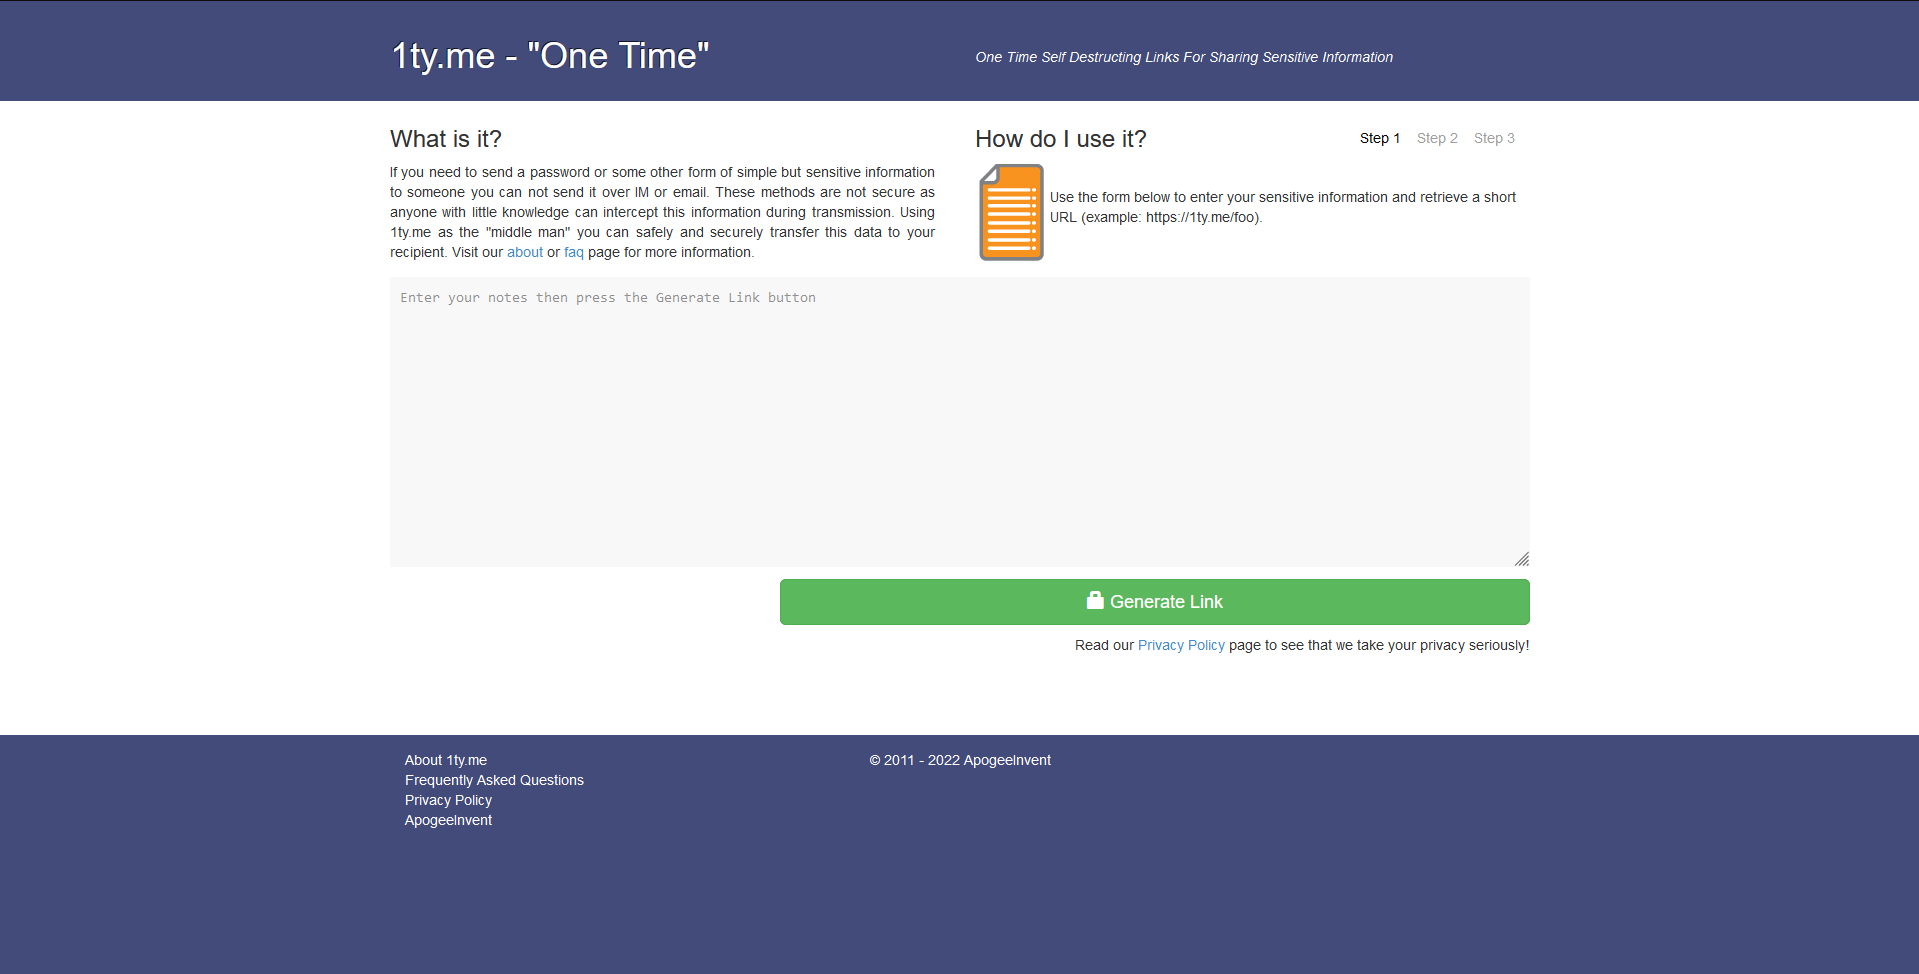 1ty.me - "One Time"
One Time Self Destructing Links For Sharing Sensitive Information
What is it?
If you need to send a password or some other form of simple but sensitive information
to someone you can not send it over IM or email. These methods are not secure as
anyone with little knowledge can intercept this information during transmission. Using
1ty.me as the "middle man" you can safely and securely transfer this data to your
recipient. Visit our about or faq page for more information.
How do I use it?
Step 1 Step 2 Step 3
Use the form below to enter your sensitive information and retrieve a short
URL (example: https://1ty.me/foo).
Enter your notes then press the Generate Link button
Generate Link
Read our Privacy Policy page to see that we take your privacy seriously!
About 1ty.me
Frequently Asked Questions
Privacy Policy
ApogeeInvent
© 2011 - 2022 ApogeeInvent